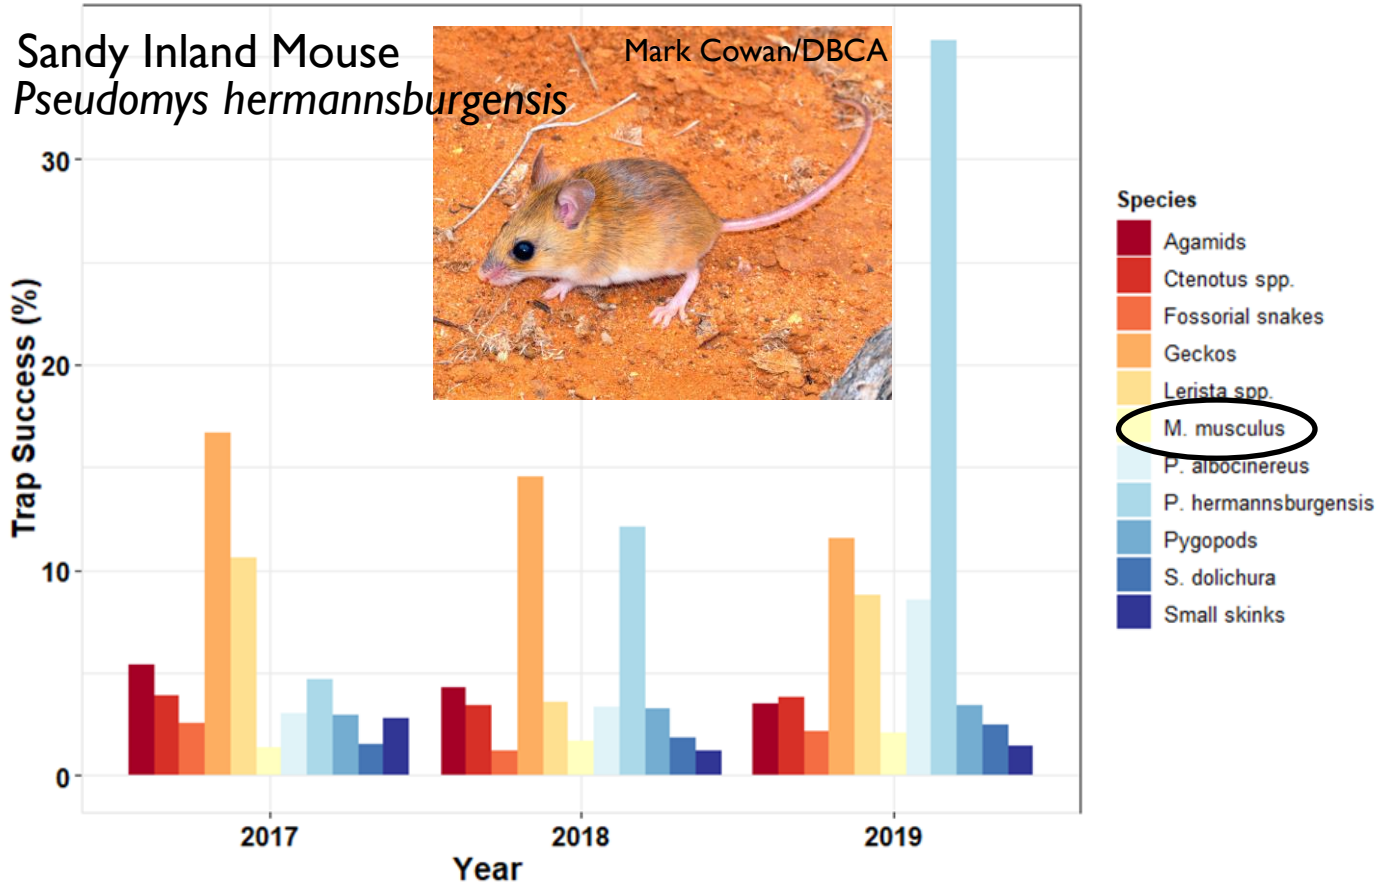 Sandy Inland Mouse
Pseudomys hermannsburgensis
Mark Cowan/DBCA
Trap Success (%)
30
20
10
0
2017
2018
2019
Year
Species
Agamids
Ctenotus spp.
Fossorial snakes
Geckos
Lerista spp.
M. musculus
P. albocinereus
P. hermannsburgensis
Pygopods
S. dolichura
Small skinks